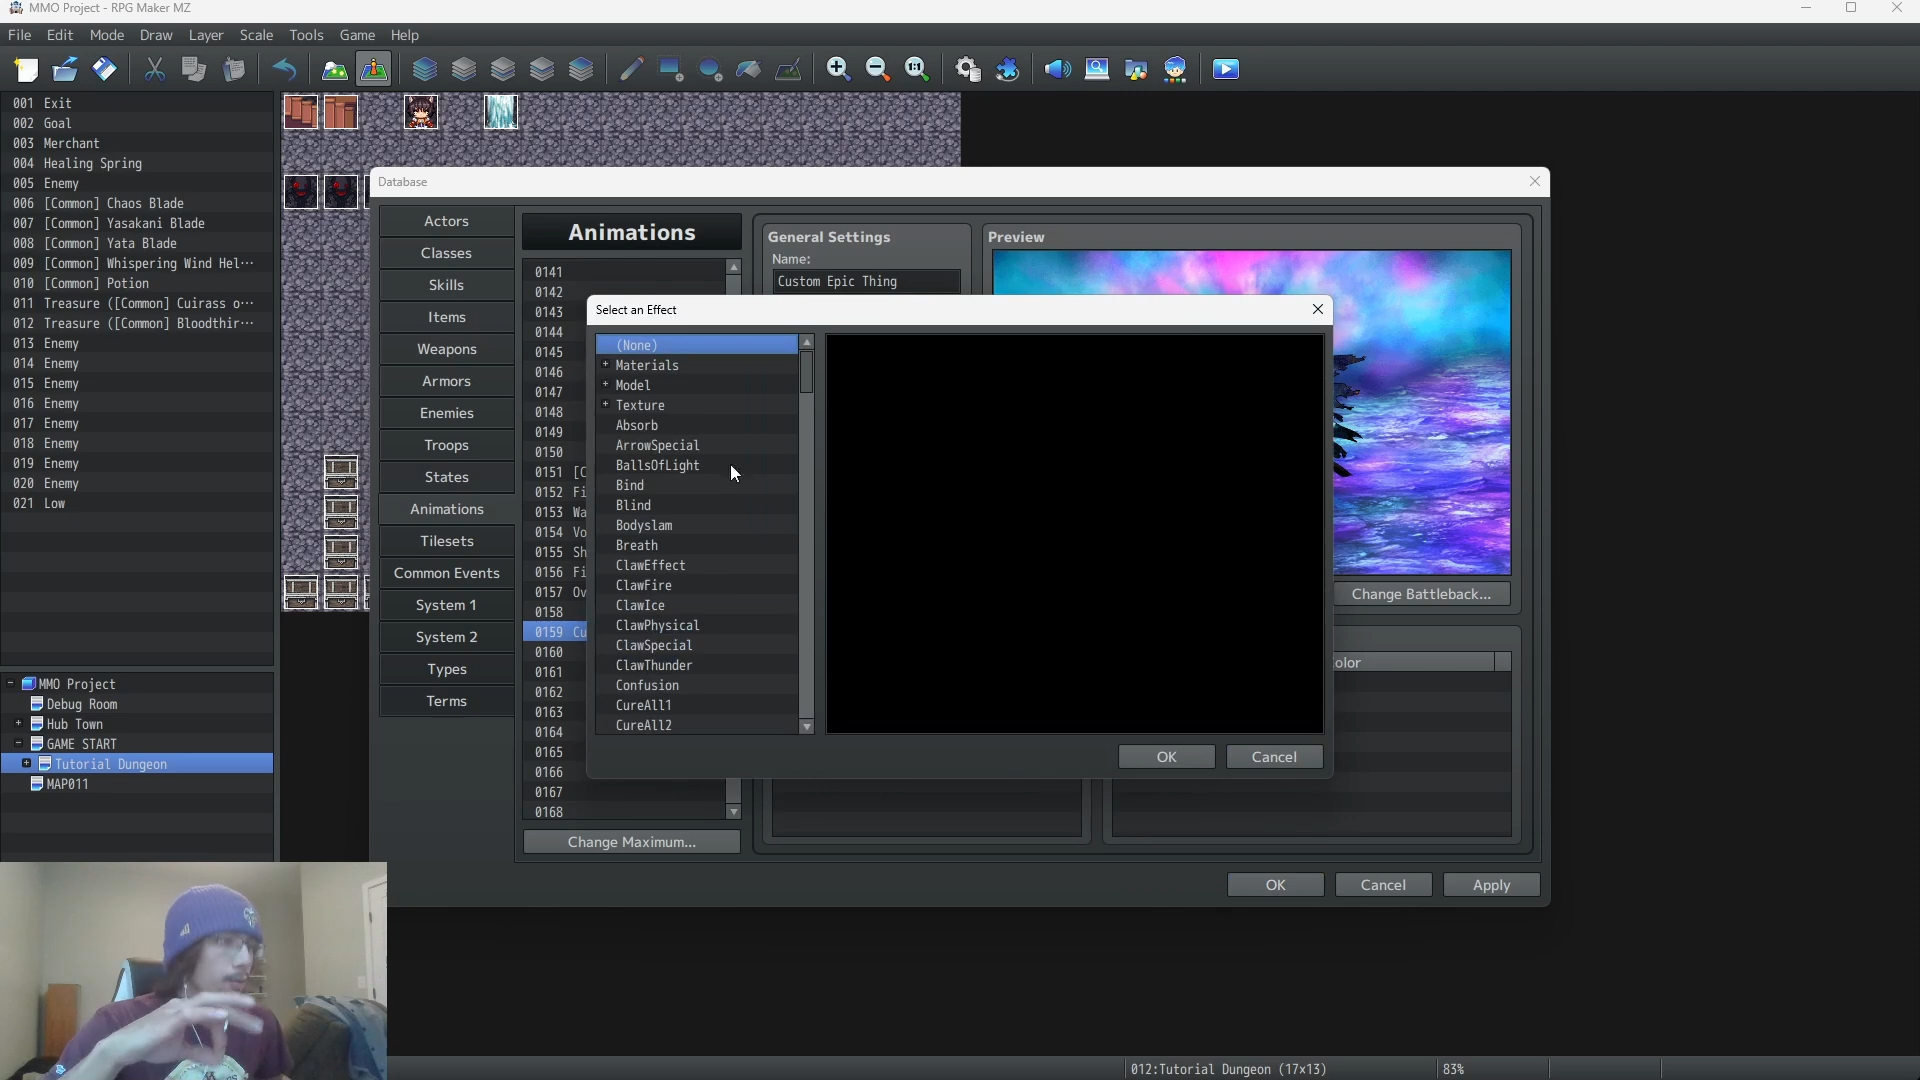 MMO Project - RPG Maker MZ
File Edit Mode Draw Layer Scale Tools Game Help
001 Exit
002 Goal
003 Merchant
004 Healing Spring
005 Enemy
006 [Common] Chaos Blade
007 [Common] Yasakani Blade
008 [Common] Yata Blade
009 [Common] Whispering Wind Hel···
010 [Common] Potion
011 Treasure ([Common] Cuirass o···
012 Treasure ([Common] Bloodthir···
013 Enemy
014 Enemy
015 Enemy
016 Enemy
017 Enemy
018 Enemy
019 Enemy
020 Enemy
021 Low
MMO Project
Debug Room
Hub Town
GAME START
Tutorial Dungeon
MAP011
Database
Actors
Classes
Skills
Items
Weapons
Armors
Enemies
Troops
States
Animations
Tilesets
Common Events
System 1
System 2
Types
Terms
Animations
0141
0142
0143
0144
0145
0146
0147
0148
0149
0150
0151 [C
0152 Fi
0153 Wa
0154 Vo
0155 Sh
0156 Fi
0157 Ov
0158
0159 Cu
0160
0161
0162
0163
0164
0165
0166
0167
0168
Change Maximum...
General Settings
Name:
Custom Epic Thing
Preview
Change Battleback...
olor
Select an Effect
(None)
Materials
Model
Texture
Absorb
ArrowSpecial
BallsOfLight
Bind
Blind
Bodyslam
Breath
ClawEffect
ClawFire
ClawIce
ClawPhysical
ClawSpecial
ClawThunder
Confusion
CureAll1
CureAll2
OK Cancel
OK Cancel Apply
012:Tutorial Dungeon (17x13) 83%